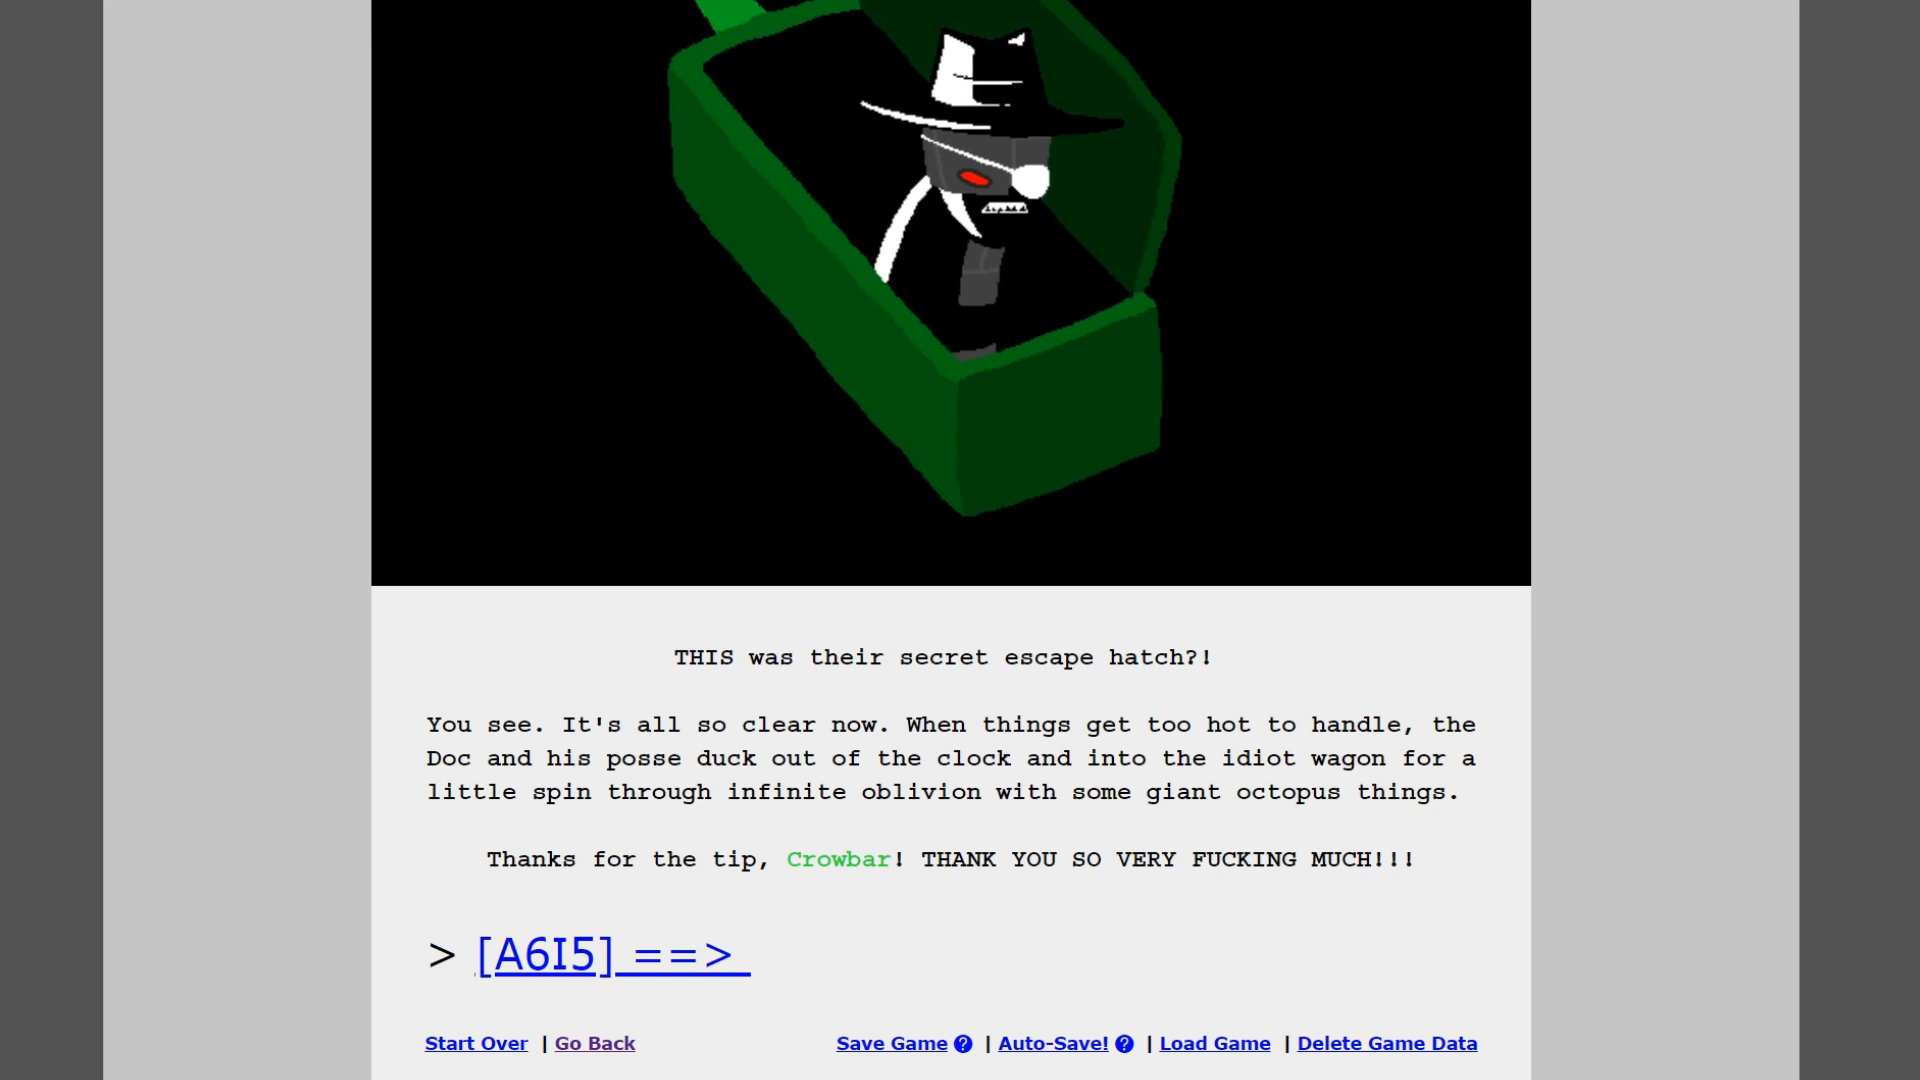 THIS was their secret escape hatch?!
You see. It's all so clear now. When things get too hot to handle, the
Doc and his posse duck out of the clock and into the idiot wagon for a
little spin through infinite oblivion with some giant octopus things.
Thanks for the tip, Crowbar! THANK YOU SO VERY FUCKING MUCH!!!
> [A6I5] ==>
Start Over | Go Back Save Game ? | Auto-Save! ? | Load Game | Delete Game Data